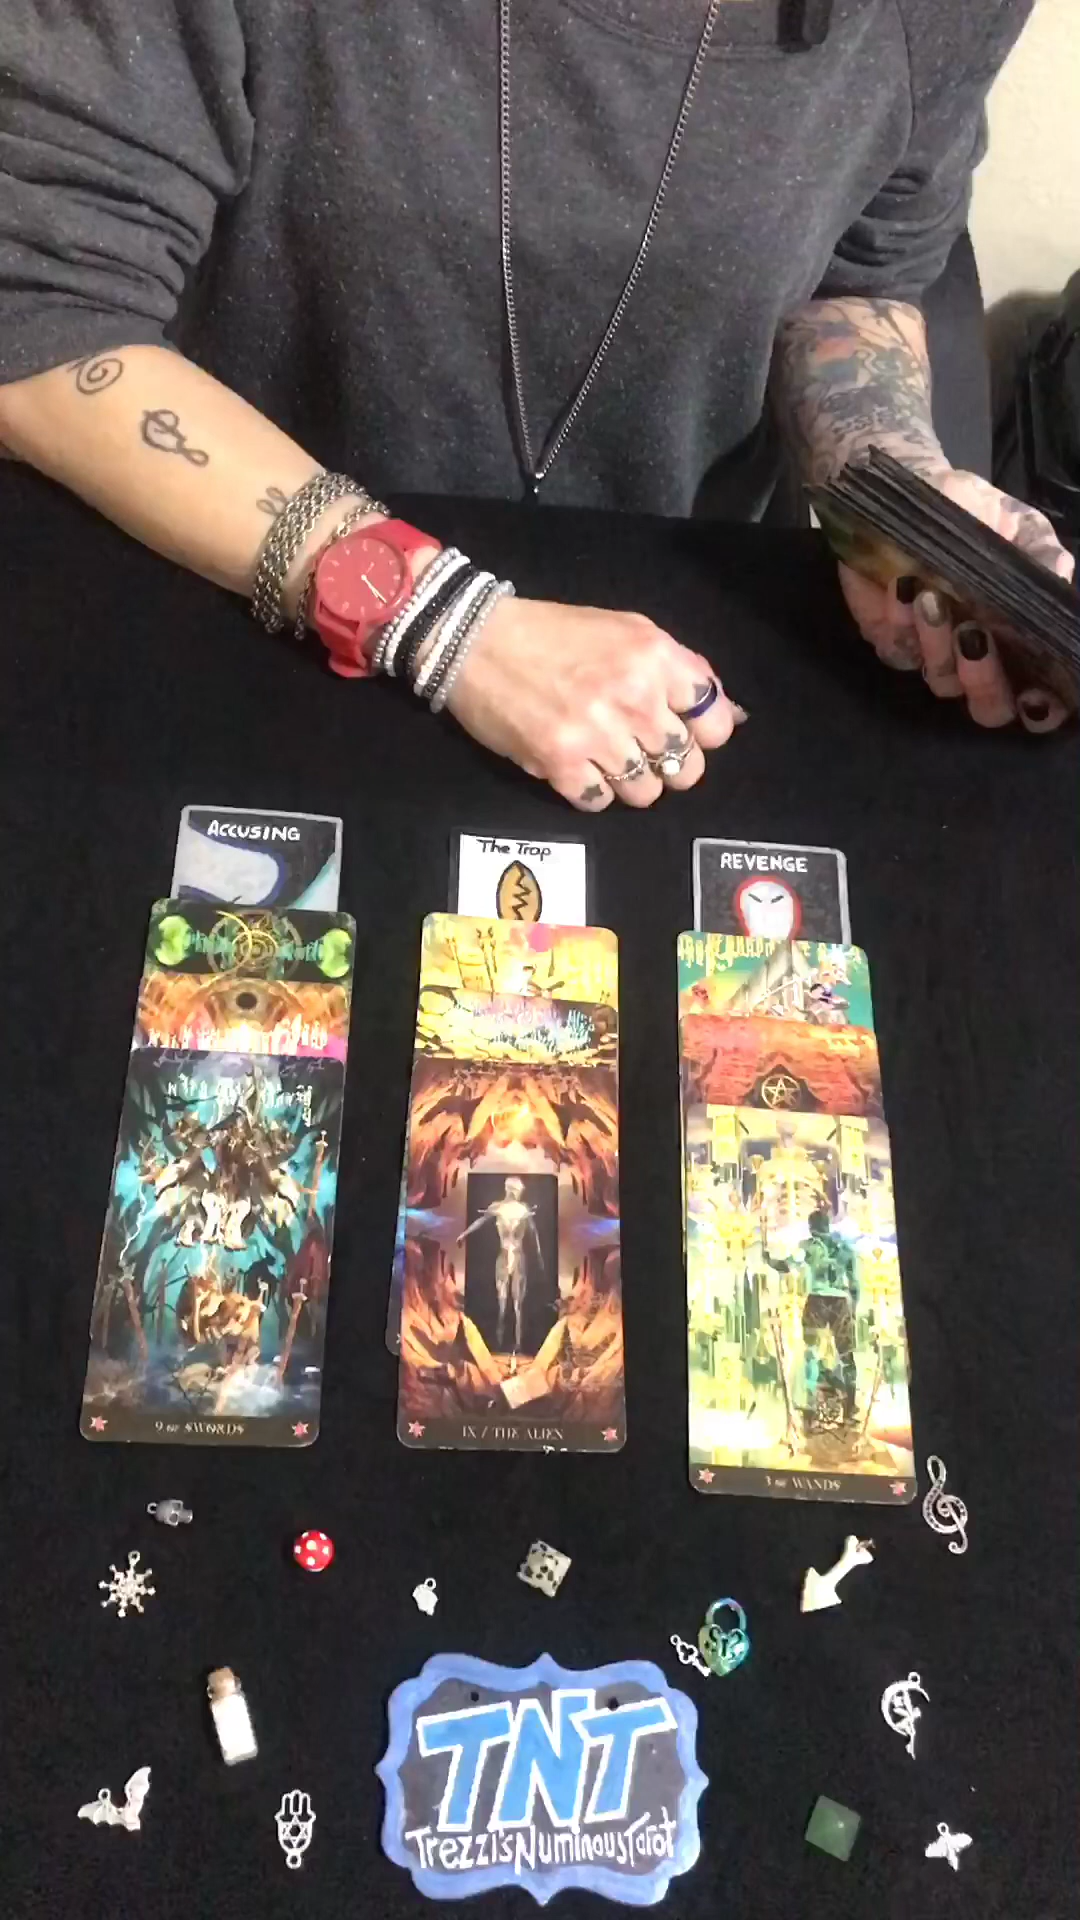 ACCUSING
The Trap
REVENGE
9 OF SWORDS
IX / THE ALIEN
3 OF WANDS
TNT
Trezzi's Numinous Tarot